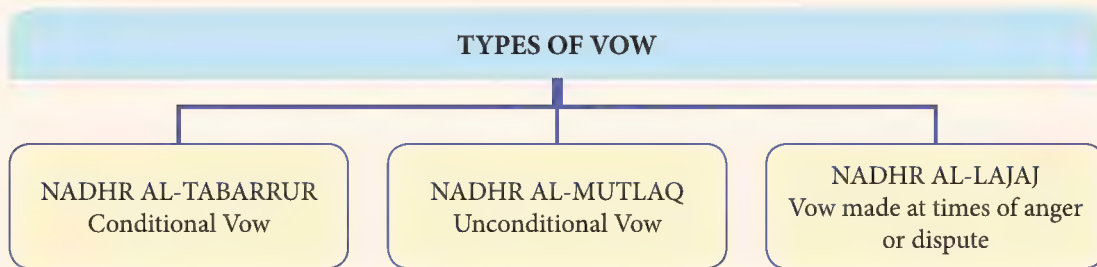 TYPES OF VOW
NADHR AL-TABARRUR
Conditional Vow
NADHR AL-MUTLAQ
Unconditional Vow
NADHR AL-LAJAJ
Vow made at times of anger
or dispute